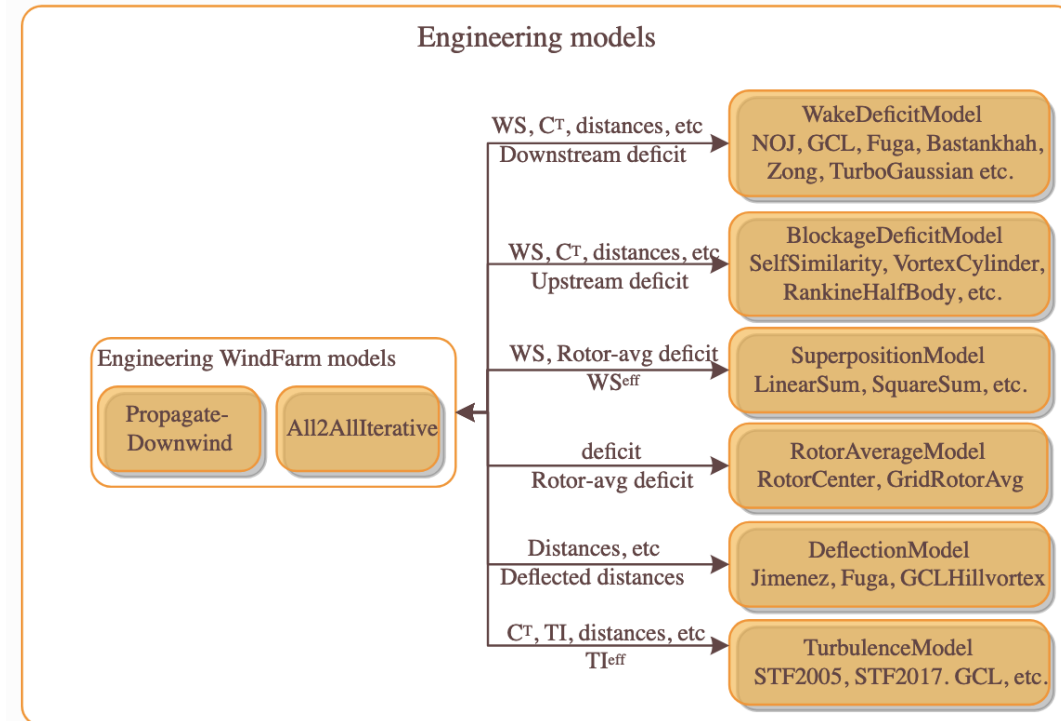 Engineering models
WS, CT, distances, etc
Downstream deficit
WakeDeficitModel
NOJ, GCL, Fuga, Bastankhah,
Zong, TurboGaussian etc.
WS, CT, distances, etc
Upstream deficit
BlockageDeficitModel
SelfSimilarity, VortexCylinder,
RankineHalfBody, etc.
Engineering WindFarm models
Propagate-
Downwind
All2AllIterative
WS, Rotor-avg deficit
WSeff
SuperpositionModel
LinearSum, SquareSum, etc.
deficit
Rotor-avg deficit
RotorAverageModel
RotorCenter, GridRotorAvg
Distances, etc
Deflected distances
DeflectionModel
Jimenez, Fuga, GCLHillvortex
CT, TI, distances, etc
TIeff
TurbulenceModel
STF2005, STF2017. GCL, etc.